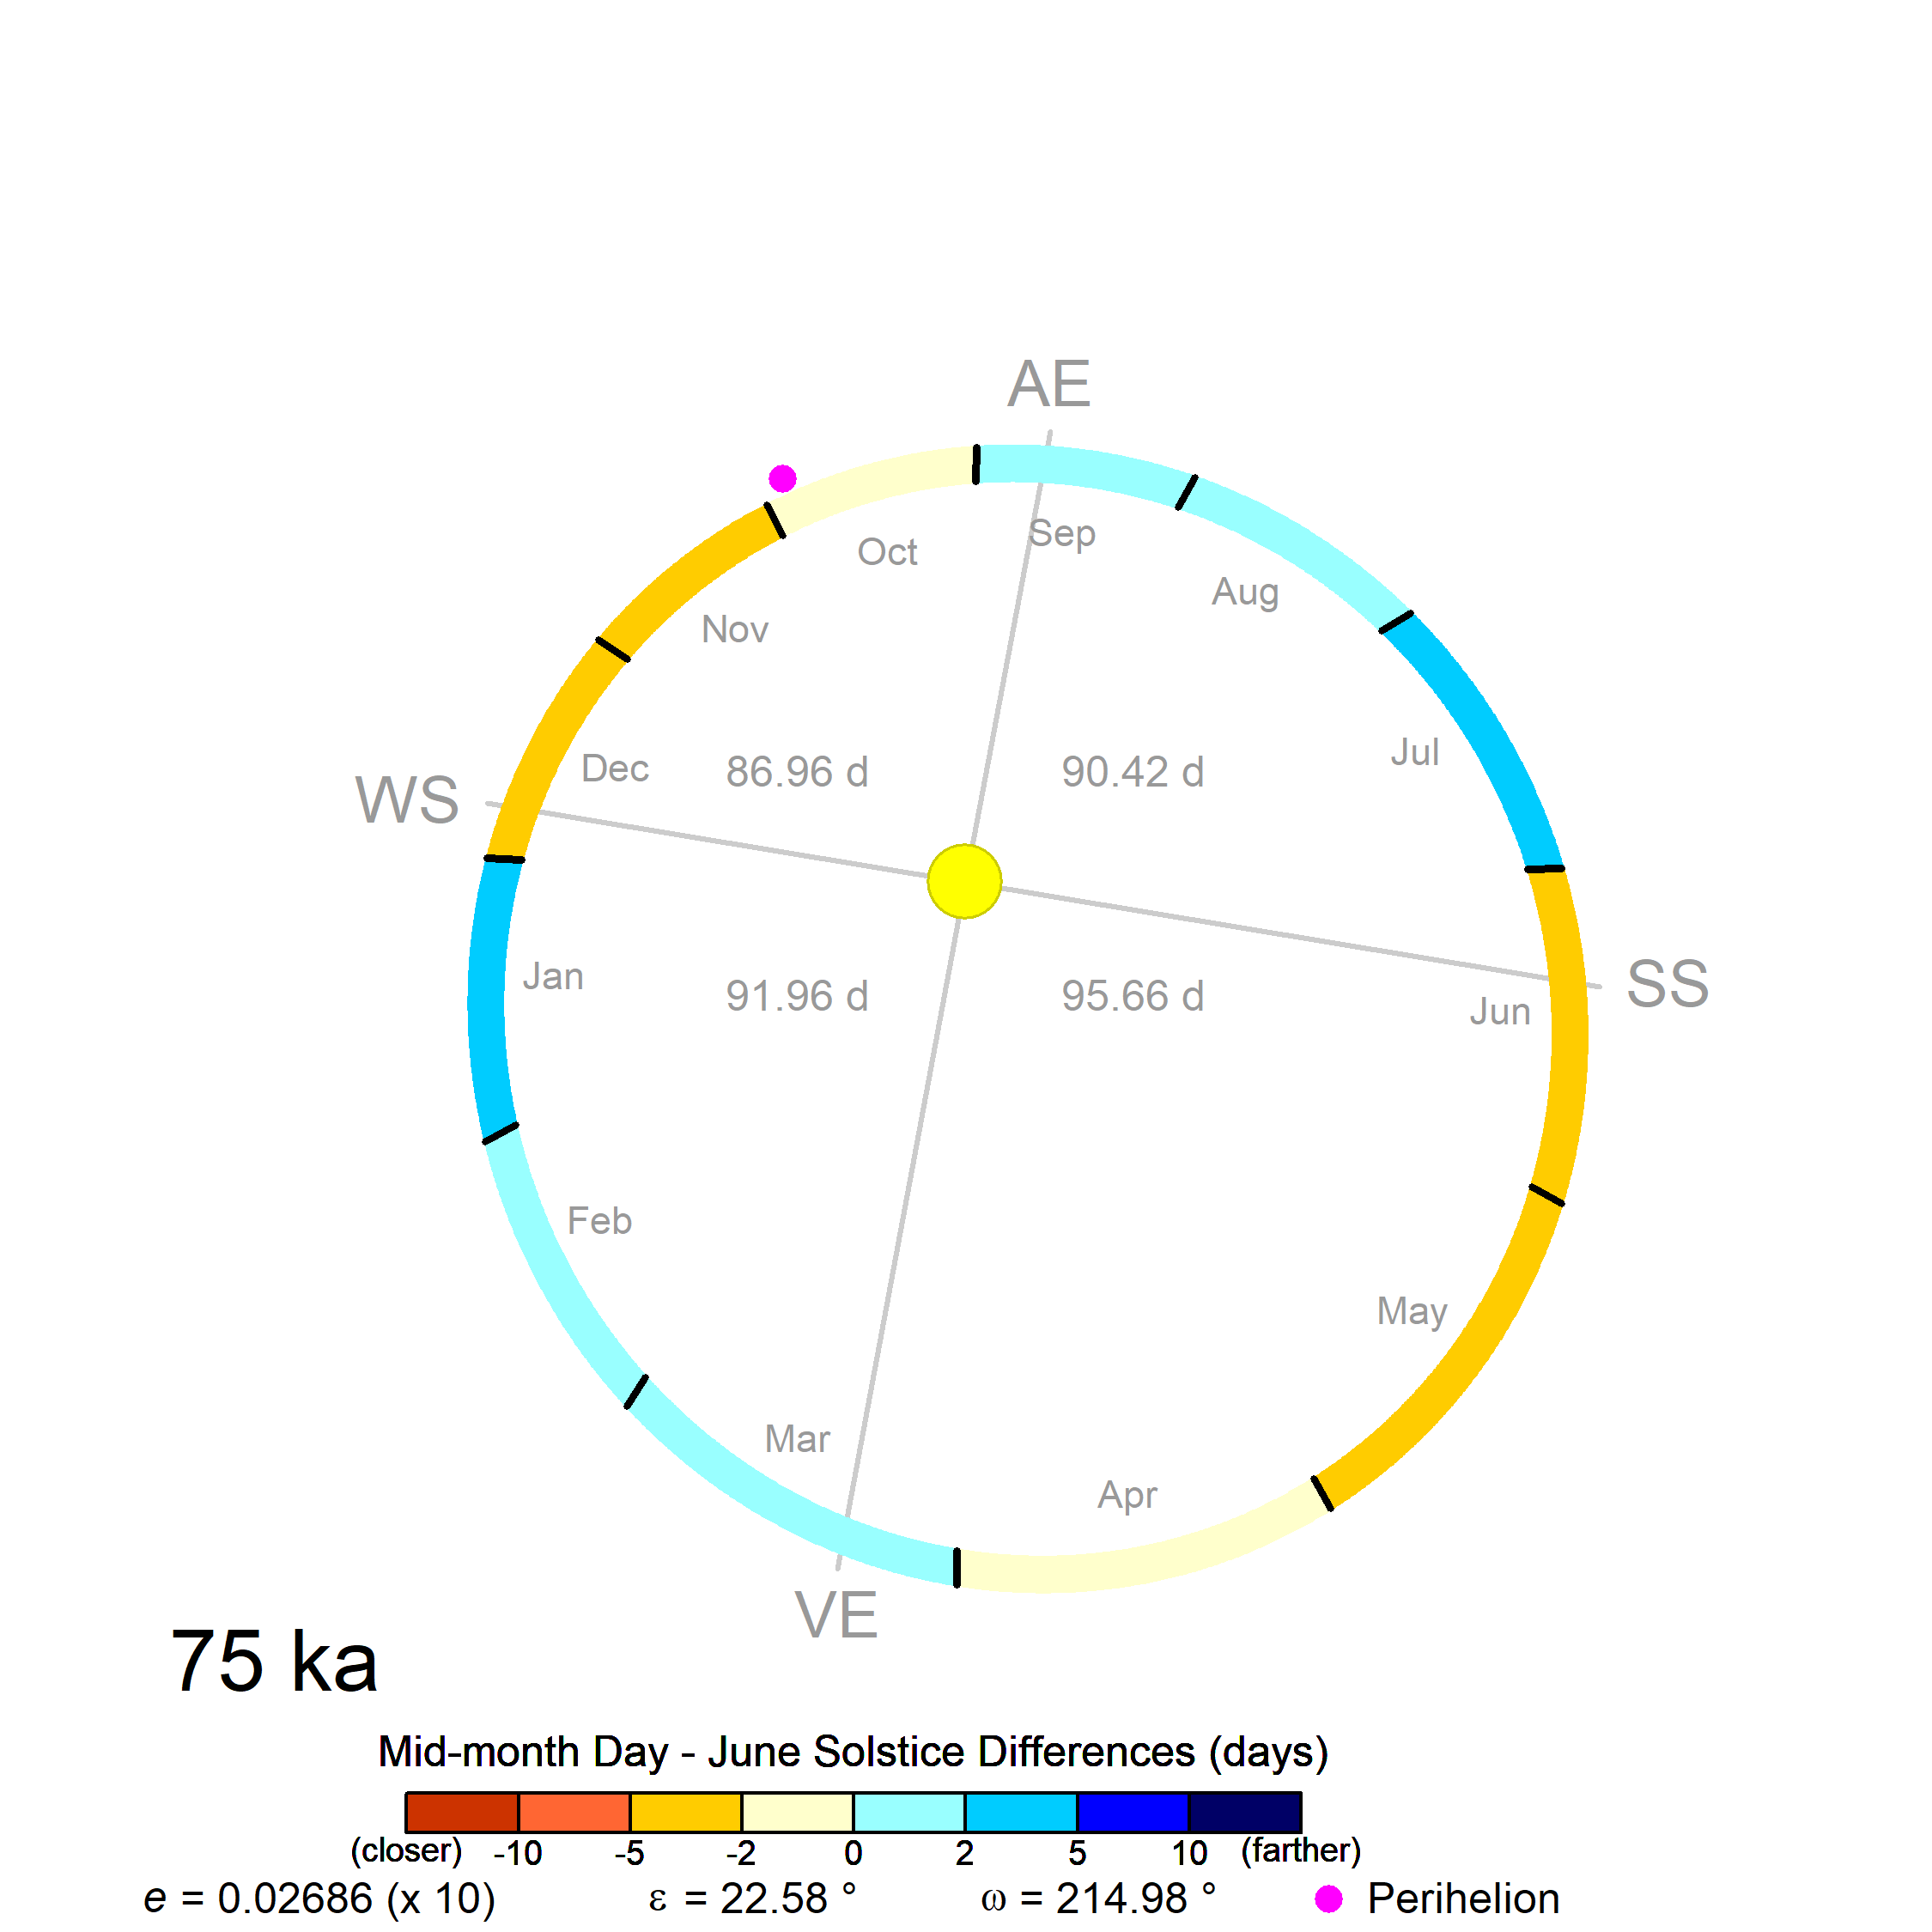 AE
Sep
Oct
Aug
Nov
Jul
Dec
86.96 d
90.42 d
WS
Jan
91.96 d
95.66 d
SS
Jun
Feb
May
Mar
Apr
VE
75 ka
Mid-month Day - June Solstice Differences (days)
(closer) -10 -5 -2 0 2 5 10 (farther)
e = 0.02686 (x 10) ε = 22.58 ° ω = 214.98 ° Perihelion